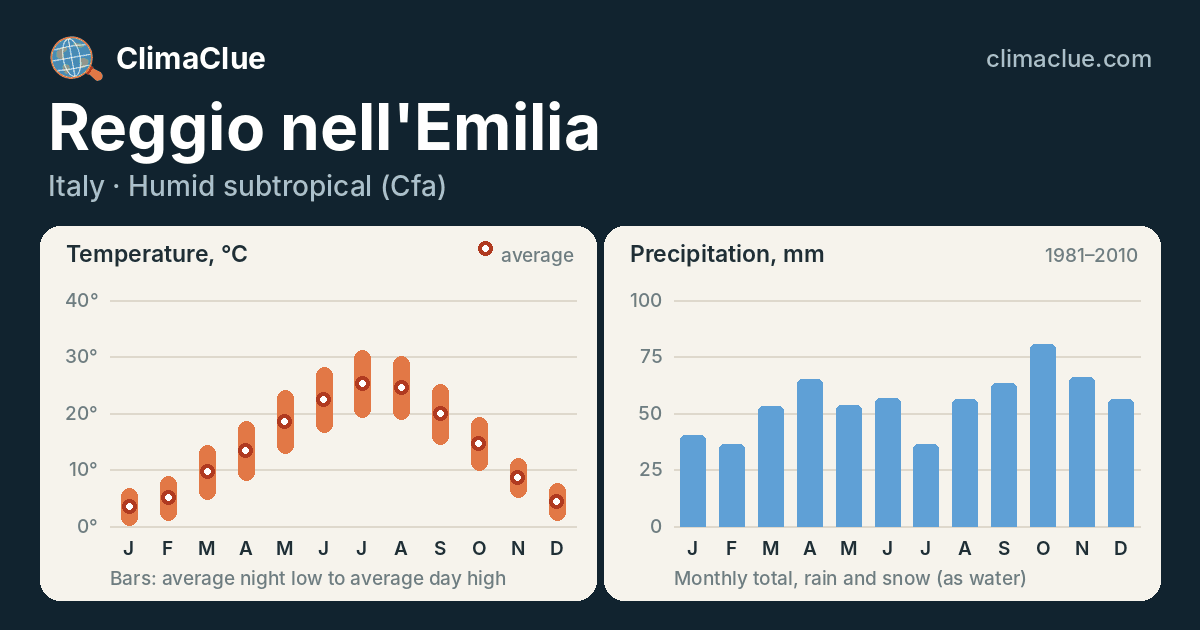 ClimaClue
climaclue.com
Reggio nell'Emilia
Italy · Humid subtropical (Cfa)
Temperature, °C
average
40°
30°
20°
10°
0°
J F M A M J J A S O N D
Bars: average night low to average day high
Precipitation, mm
1981–2010
100
75
50
25
0
J F M A M J J A S O N D
Monthly total, rain and snow (as water)